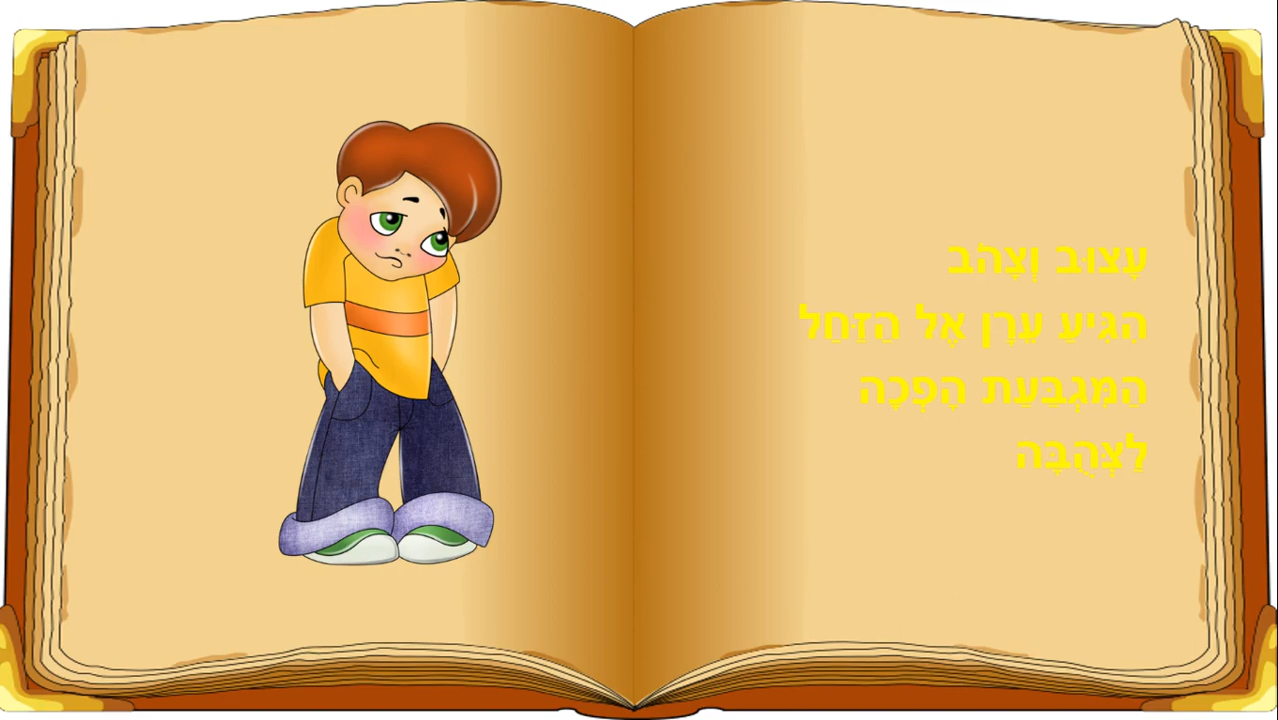 עָצוּב וְצָהֹב
הִגִּיעַ עֵרָן אֶל הַזַּחַל
הַמִּגְבַּעַת הָפְכָה
לַצְּהֻבָּה